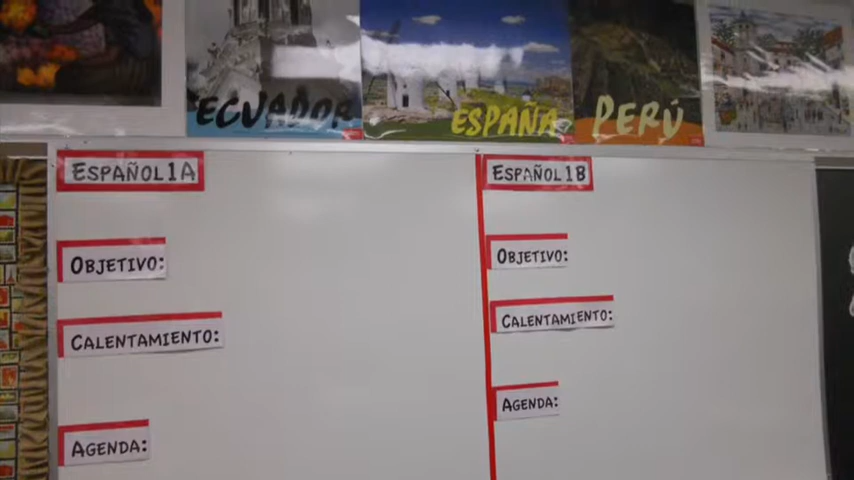 ECUADOR
ESPAÑA
PERÚ
ESPAÑOL 1A
OBJETIVO:
CALENTAMIENTO:
AGENDA:
ESPAÑOL 1B
OBJETIVO:
CALENTAMIENTO:
AGENDA: